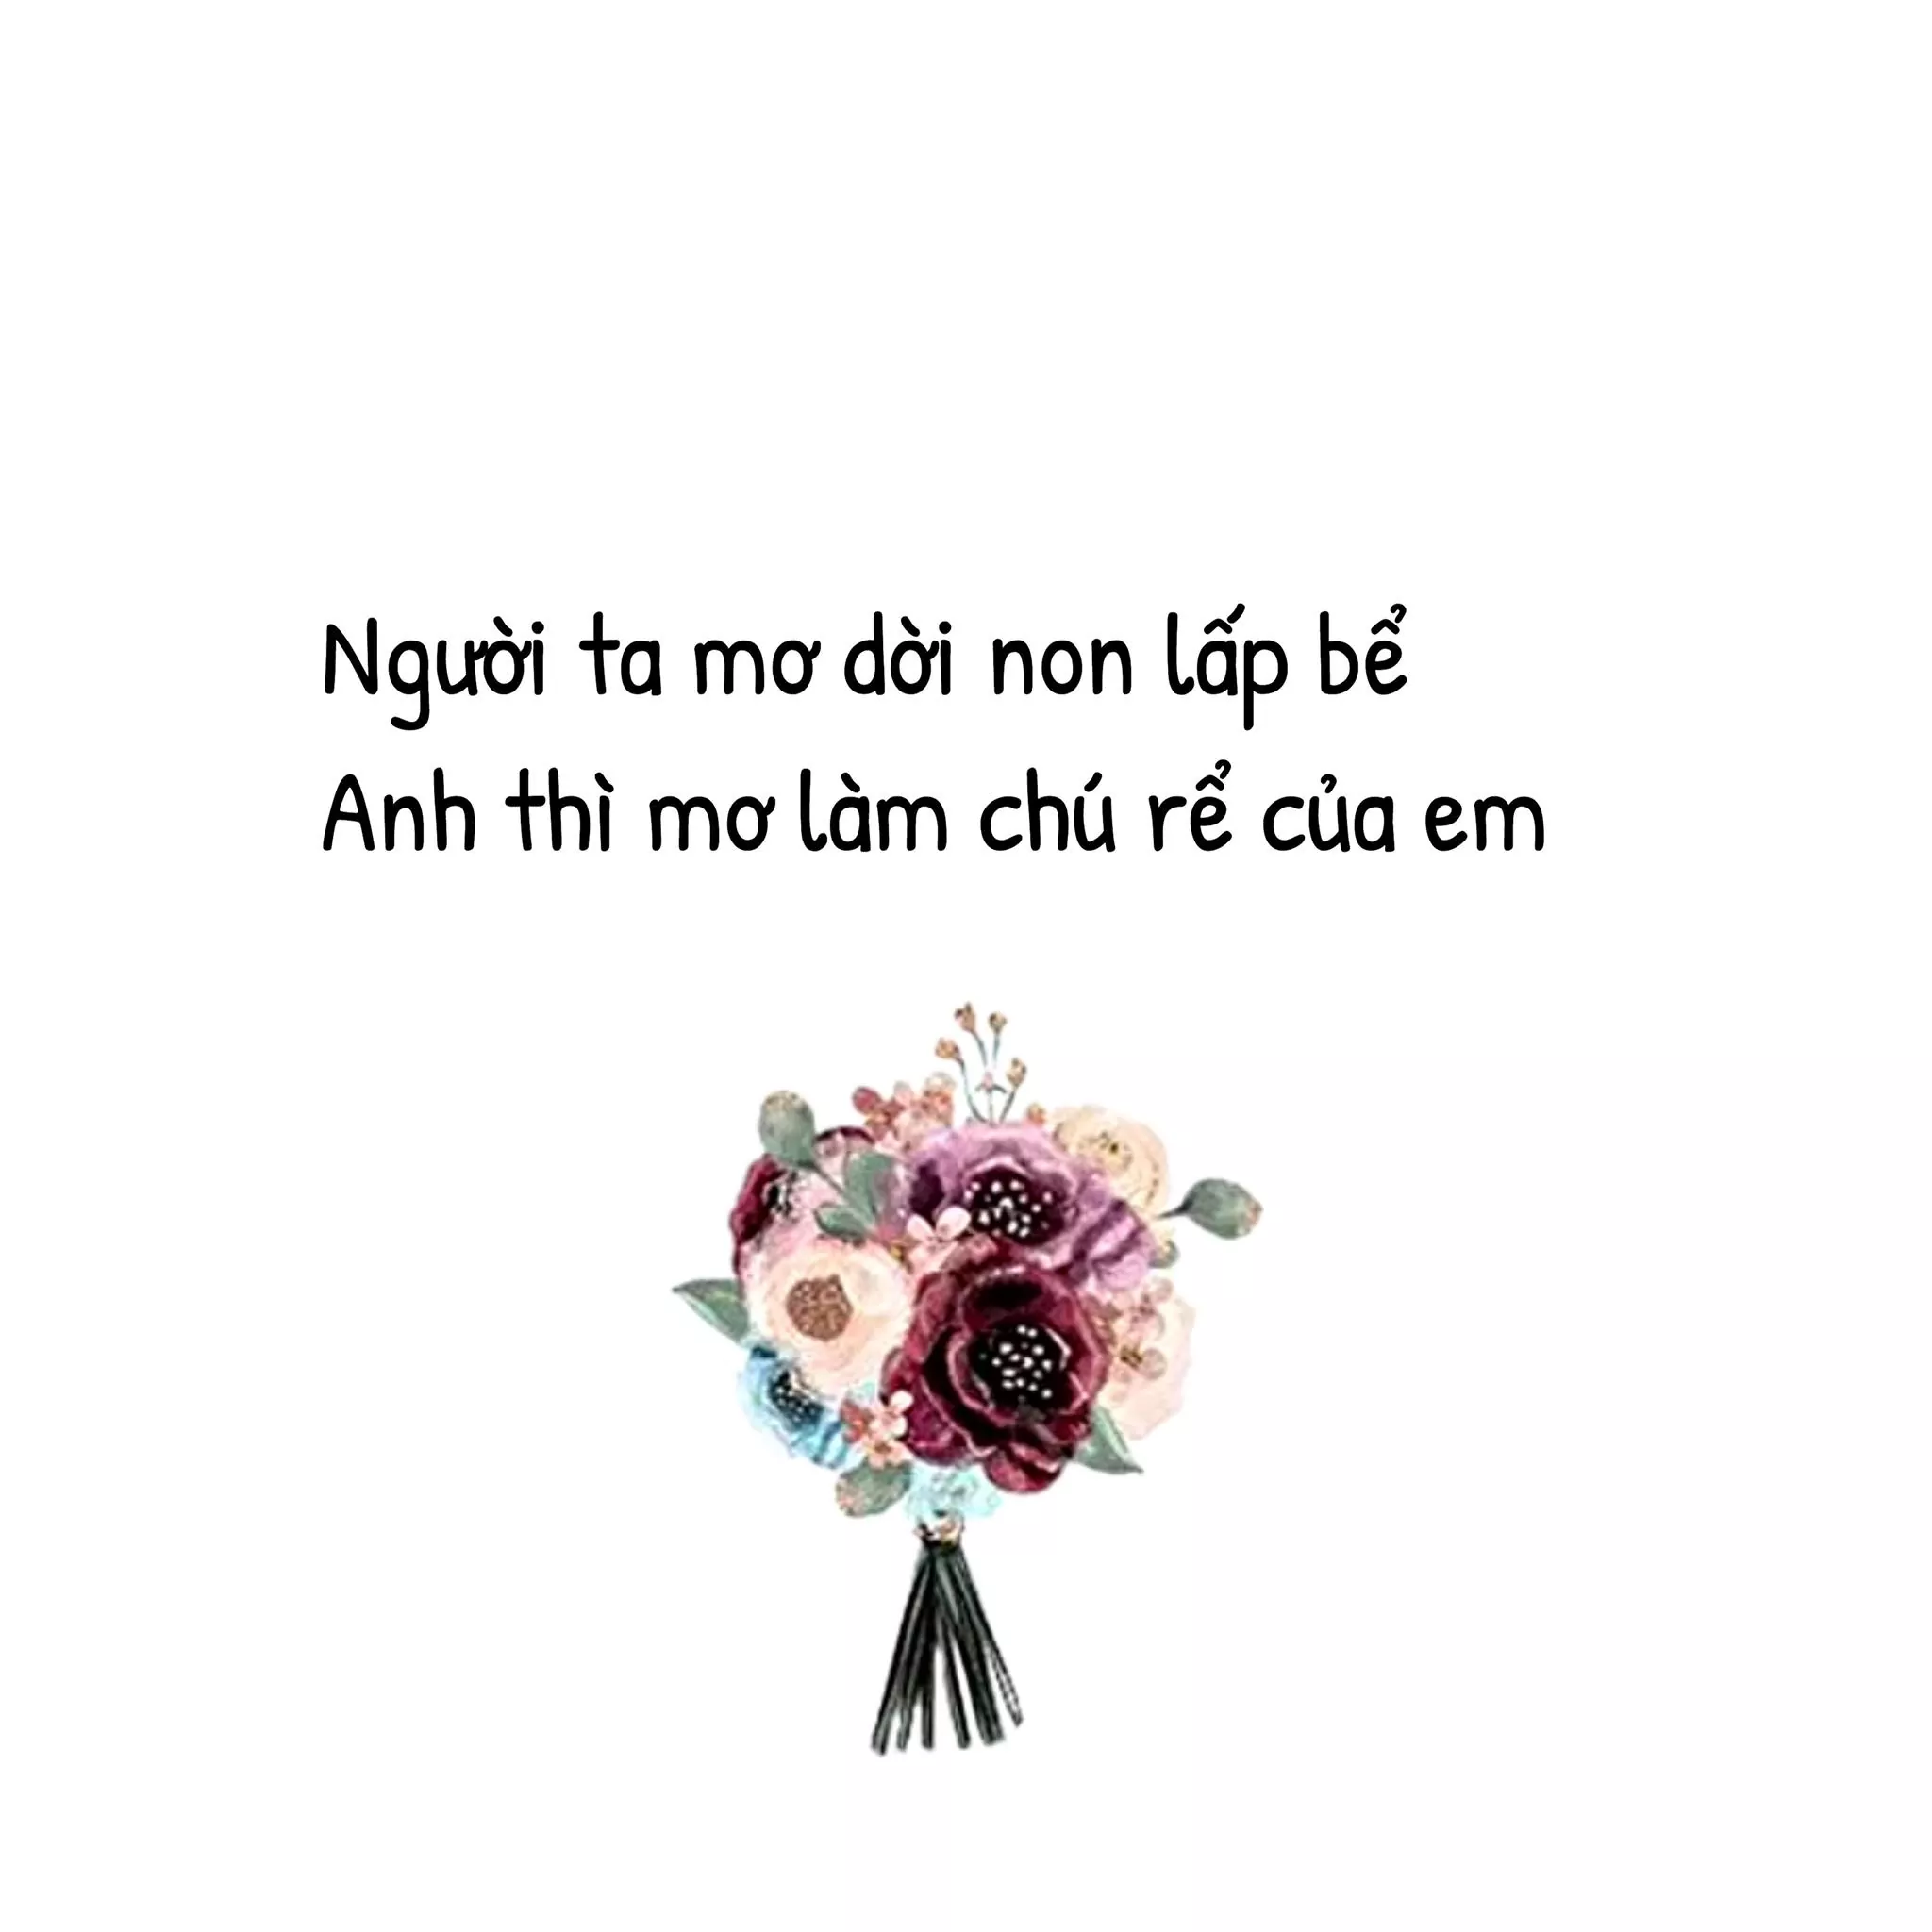 Người ta mơ dời non lấp bể
Anh thì mơ làm chú rể của em